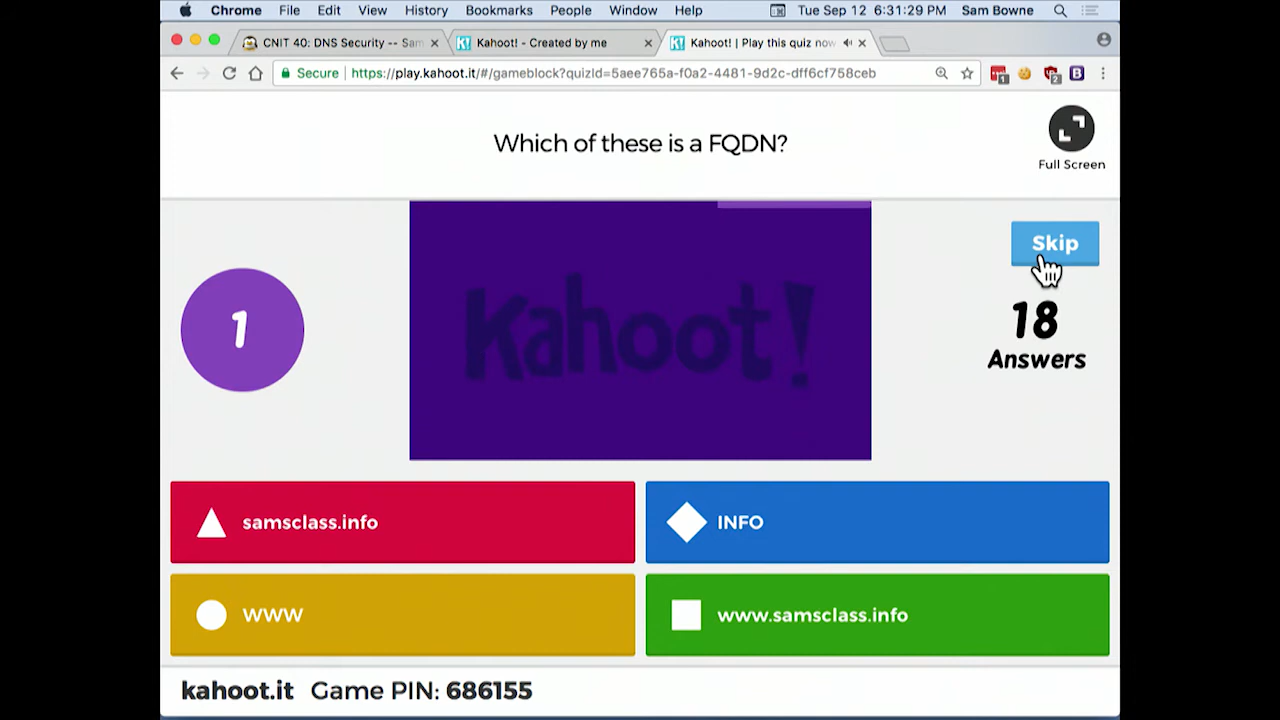 Chrome File Edit View History Bookmarks People Window Help Tue Sep 12 6:31:29 PM Sam Bowne
CNIT 40: DNS Security -- Sam Kahoot! - Created by me Kahoot! | Play this quiz now
Secure https://play.kahoot.it/#/gameblock?quizId=5aee765a-f0a2-4481-9d2c-dff6cf758ceb 1 2 B
Which of these is a FQDN?
Full Screen
Skip
1
Kahoot!
18
Answers
samsclass.info
INFO
WWW
www.samsclass.info
kahoot.it Game PIN: 686155